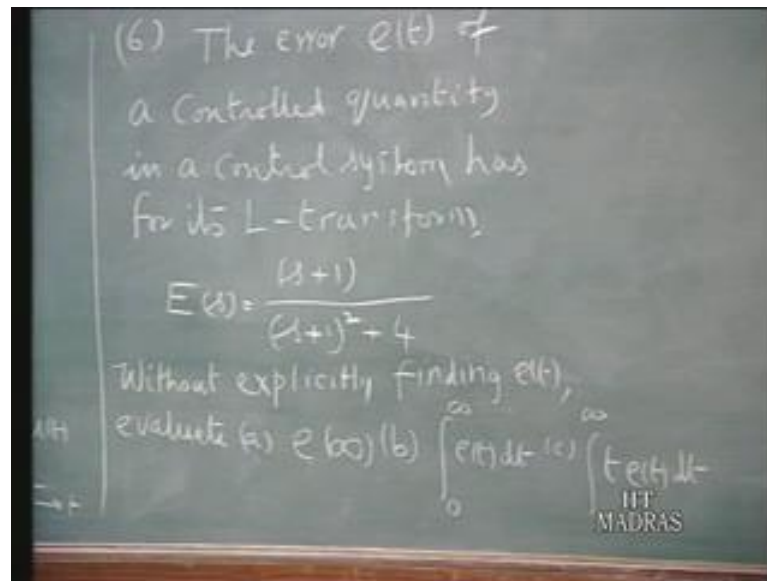 (6) The error e(t) of
a controlled quantity
in a control system has
for its L-transform
E(s) = (s+1) / ((s+1)² + 4)
Without explicitly finding e(t),
evaluate (a) e(∞) (b) ∫₀^∞ e(t) dt (c) ∫^∞ t e(t) dt
IIT
MADRAS